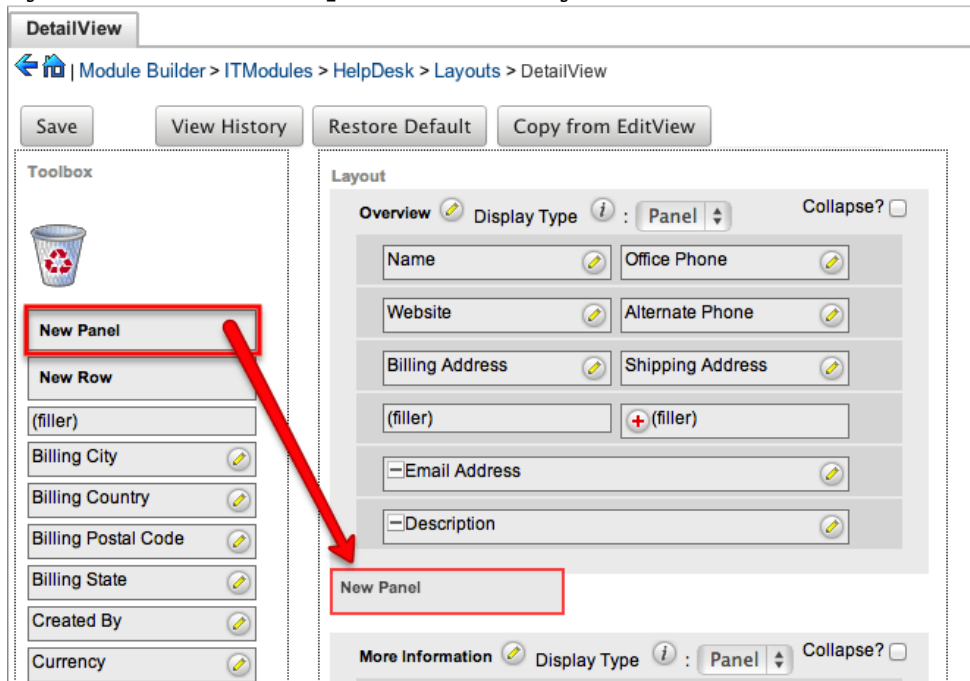 DetailView
| Module Builder > ITModules > HelpDesk > Layouts > DetailView
Save View History Restore Default Copy from EditView
Toolbox
New Panel
New Row
(filler)
Billing City
Billing Country
Billing Postal Code
Billing State
Created By
Currency
Layout
Overview Display Type i : Panel Collapse?
Name Office Phone
Website Alternate Phone
Billing Address Shipping Address
(filler) (filler)
Email Address
Description
New Panel
More Information Display Type i : Panel Collapse?